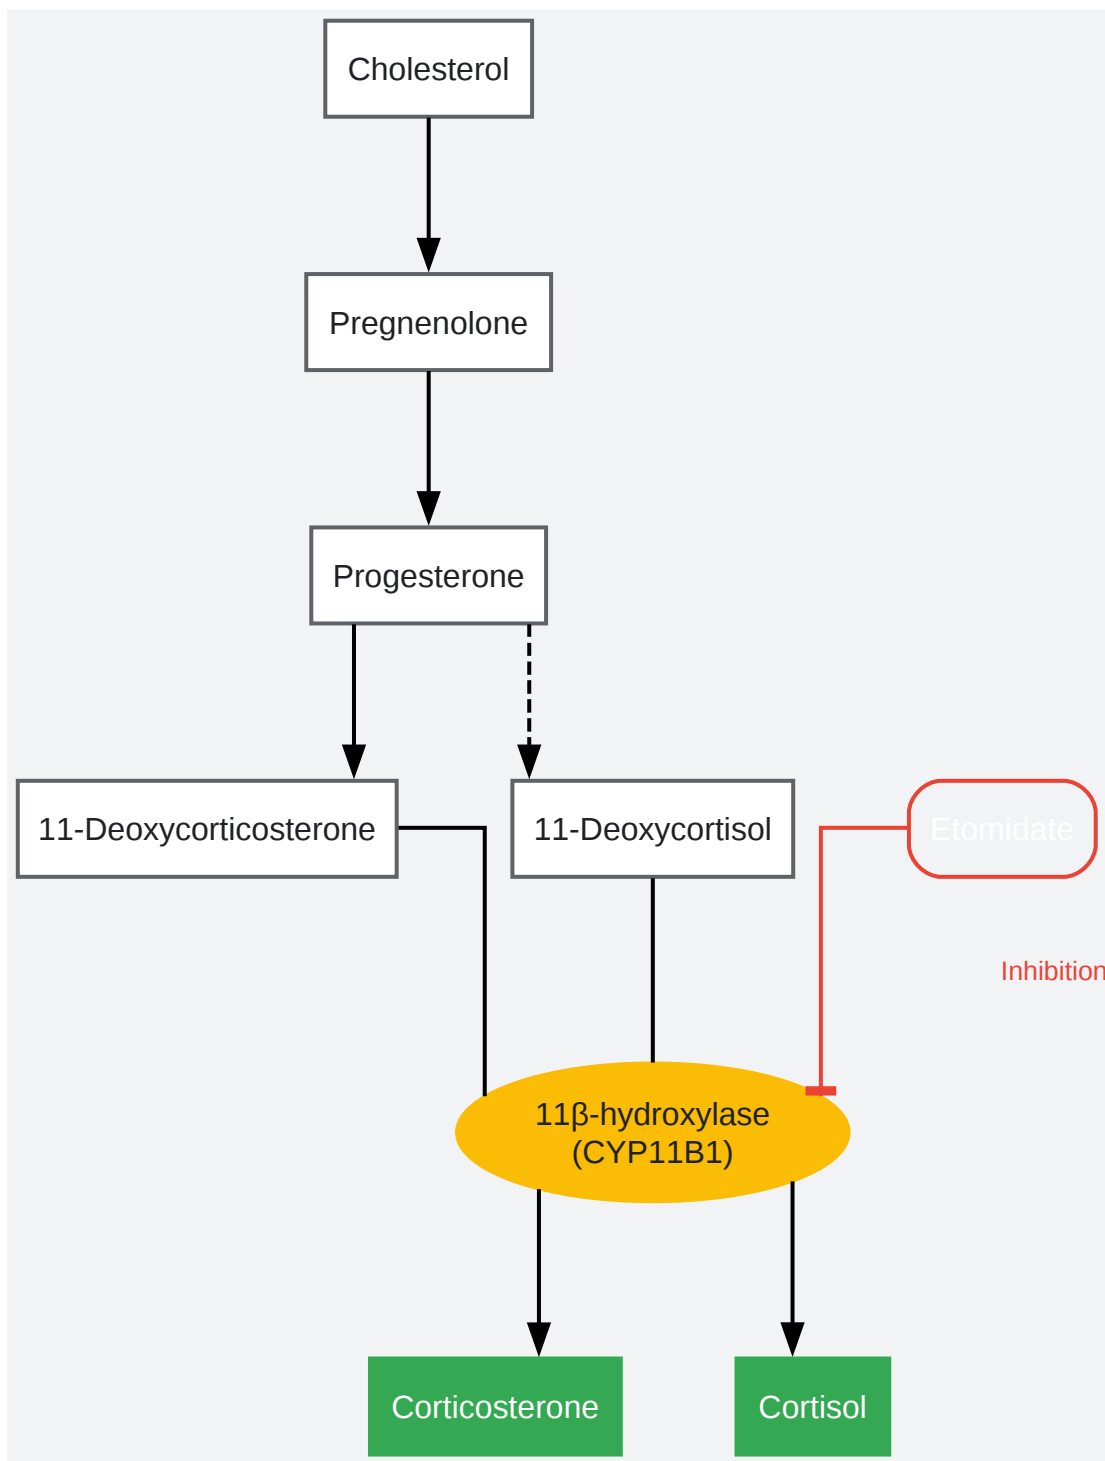 Cholesterol
Pregnenolone
Progesterone
11-Deoxycorticosterone
11-Deoxycortisol
Etomidate
Inhibition
11β-hydroxylase
(CYP11B1)
Corticosterone
Cortisol